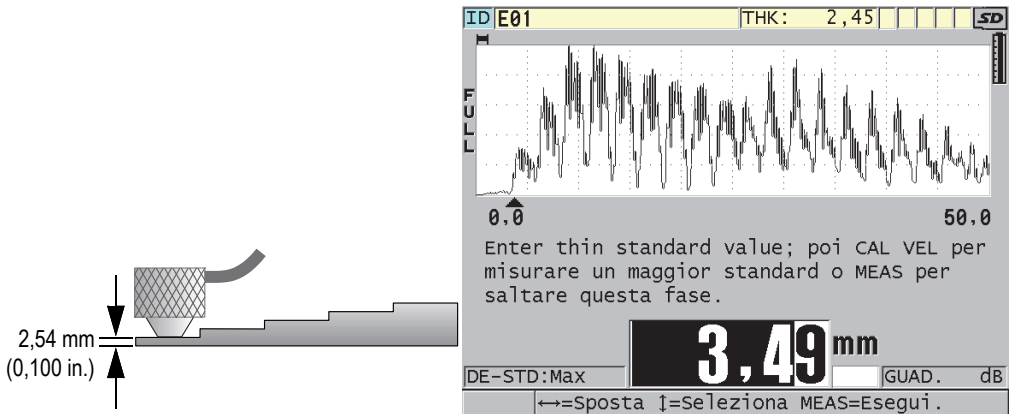 2,54 mm
(0,100 in.)
ID E01 THK: 2,45 SD
FULL
0,0 50,0
Enter thin standard value; poi CAL VEL per
misurare un maggior standard o MEAS per
saltare questa fase.
3,49 mm
DE-STD:Max GUAD. dB
↔=Sposta ↕=Seleziona MEAS=Esegui.